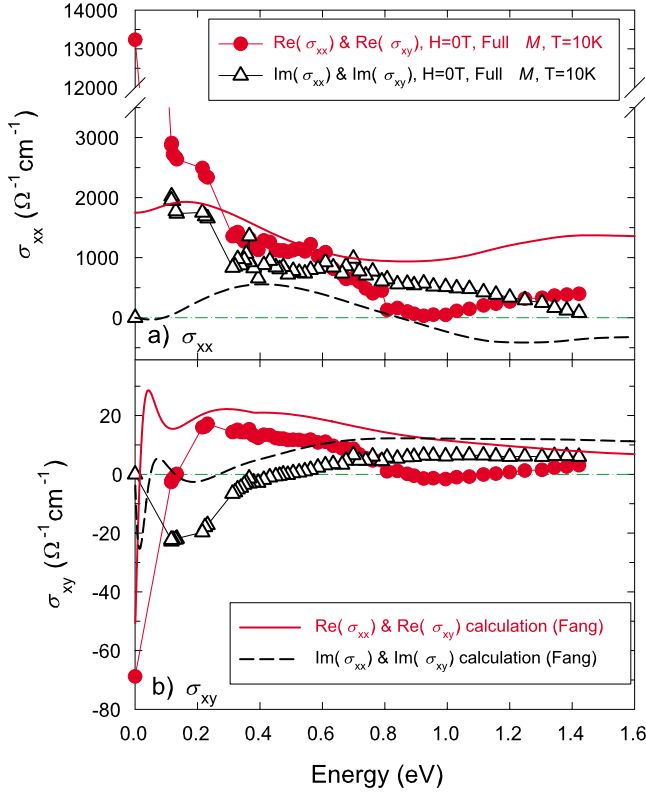 14000
13000
12000
3000
2000
1000
0
σxx (Ω-1cm-1)
Re(σxx) & Re(σxy), H=0T, Full M, T=10K
Im(σxx) & Im(σxy), H=0T, Full M, T=10K
a) σxx
20
0
-20
-40
-60
-80
σxy (Ω-1cm-1)
Re(σxx) & Re(σxy) calculation (Fang)
Im(σxx) & Im(σxy) calculation (Fang)
b) σxy
0.0 0.2 0.4 0.6 0.8 1.0 1.2 1.4 1.6
Energy (eV)